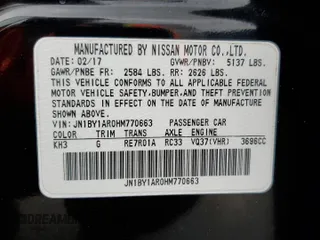 MANUFACTURED BY NISSAN MOTOR CO.,LTD.
DATE: 02/17 GVWR/PNBV: 5137 LBS.
GAWR/PNBE FR: 2584 LBS. RR: 2626 LBS.
THIS VEHICLE CONFORMS TO ALL APPLICABLE FEDERAL
MOTOR VEHICLE SAFETY,BUMPER,AND THEFT PREVENTION
STANDARDS IN EFFECT ON THE DATE OF MANUFACTURE
SHOWN ABOVE.
VIN: JN1BY1AR0HM770663 PASSENGER CAR
COLOR TRIM TRANS AXLE ENGINE
KH3 G RE7R01A RC33 VQ37(VHR) 3696CC
JN1BY1AR0HM770663